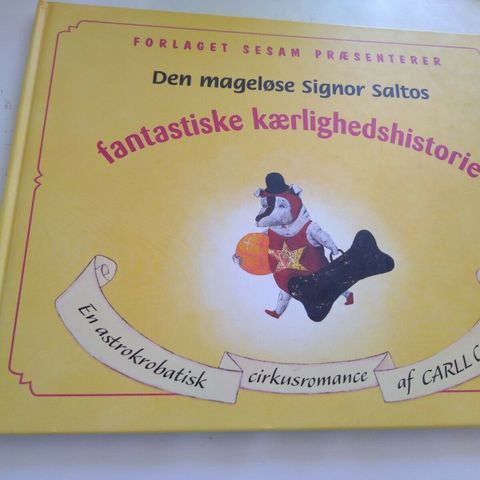 FORLAGET SESAM PRÆSENTERER
Den mageløse Signor Saltos
fantastiske kærlighedshistorie
En astrokrobatisk cirkusromance af CARLL